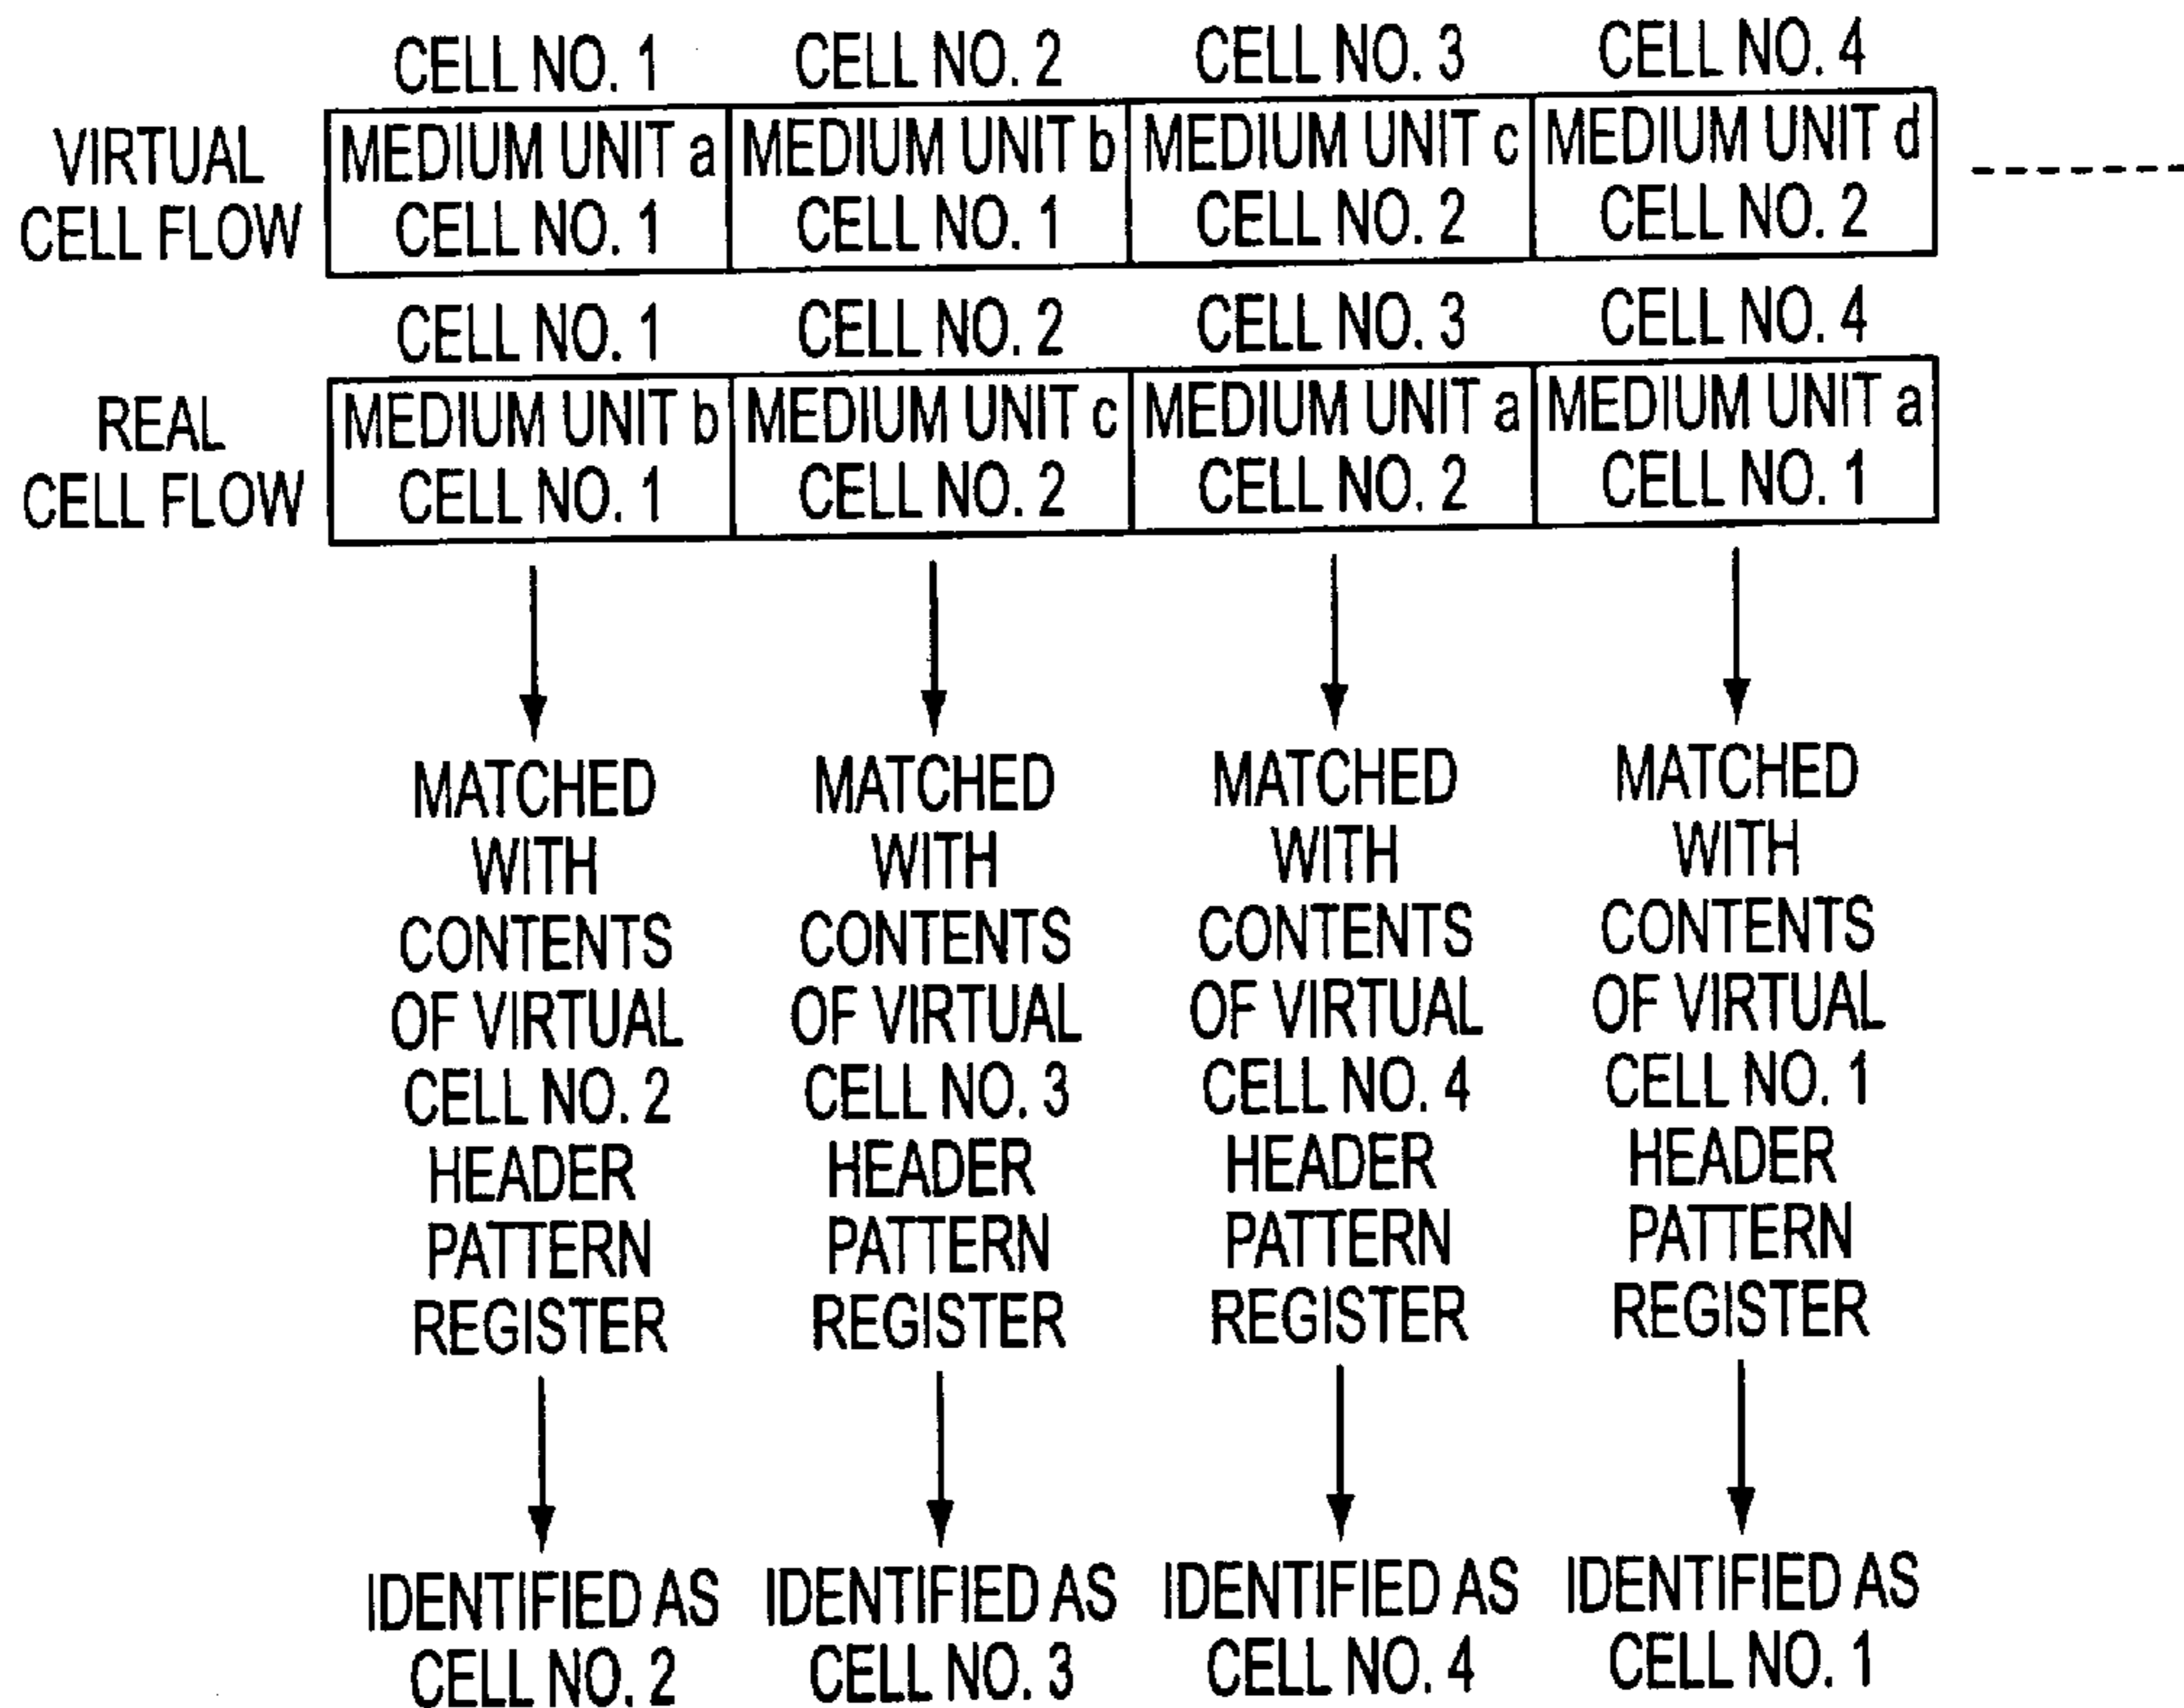 CELL NO. 1 CELL NO. 2 CELL NO. 3 CELL NO. 4
VIRTUAL
CELL FLOW
MEDIUM UNIT a MEDIUM UNIT b MEDIUM UNIT c MEDIUM UNIT d
CELL NO. 1 CELL NO. 1 CELL NO. 2 CELL NO. 2
CELL NO. 1 CELL NO. 2 CELL NO. 3 CELL NO. 4
REAL
CELL FLOW
MEDIUM UNIT b MEDIUM UNIT c MEDIUM UNIT a MEDIUM UNIT a
CELL NO. 1 CELL NO. 2 CELL NO. 2 CELL NO. 1
MATCHED
WITH
CONTENTS
OF VIRTUAL
CELL NO. 2
HEADER
PATTERN
REGISTER
MATCHED
WITH
CONTENTS
OF VIRTUAL
CELL NO. 3
HEADER
PATTERN
REGISTER
MATCHED
WITH
CONTENTS
OF VIRTUAL
CELL NO. 4
HEADER
PATTERN
REGISTER
MATCHED
WITH
CONTENTS
OF VIRTUAL
CELL NO. 1
HEADER
PATTERN
REGISTER
IDENTIFIED AS
CELL NO. 2
IDENTIFIED AS
CELL NO. 3
IDENTIFIED AS
CELL NO. 4
IDENTIFIED AS
CELL NO. 1